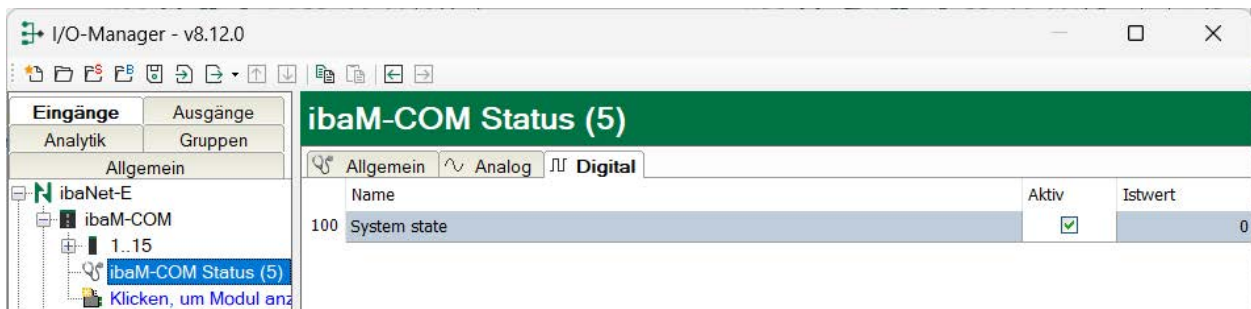 I/O-Manager - v8.12.0
Eingänge Ausgänge
Analytik Gruppen
Allgemein
ibaNet-E
ibaM-COM
1..15
ibaM-COM Status (5)
Klicken, um Modul anz
ibaM-COM Status (5)
Allgemein Analog Digital
Name Aktiv Istwert
100 System state 0